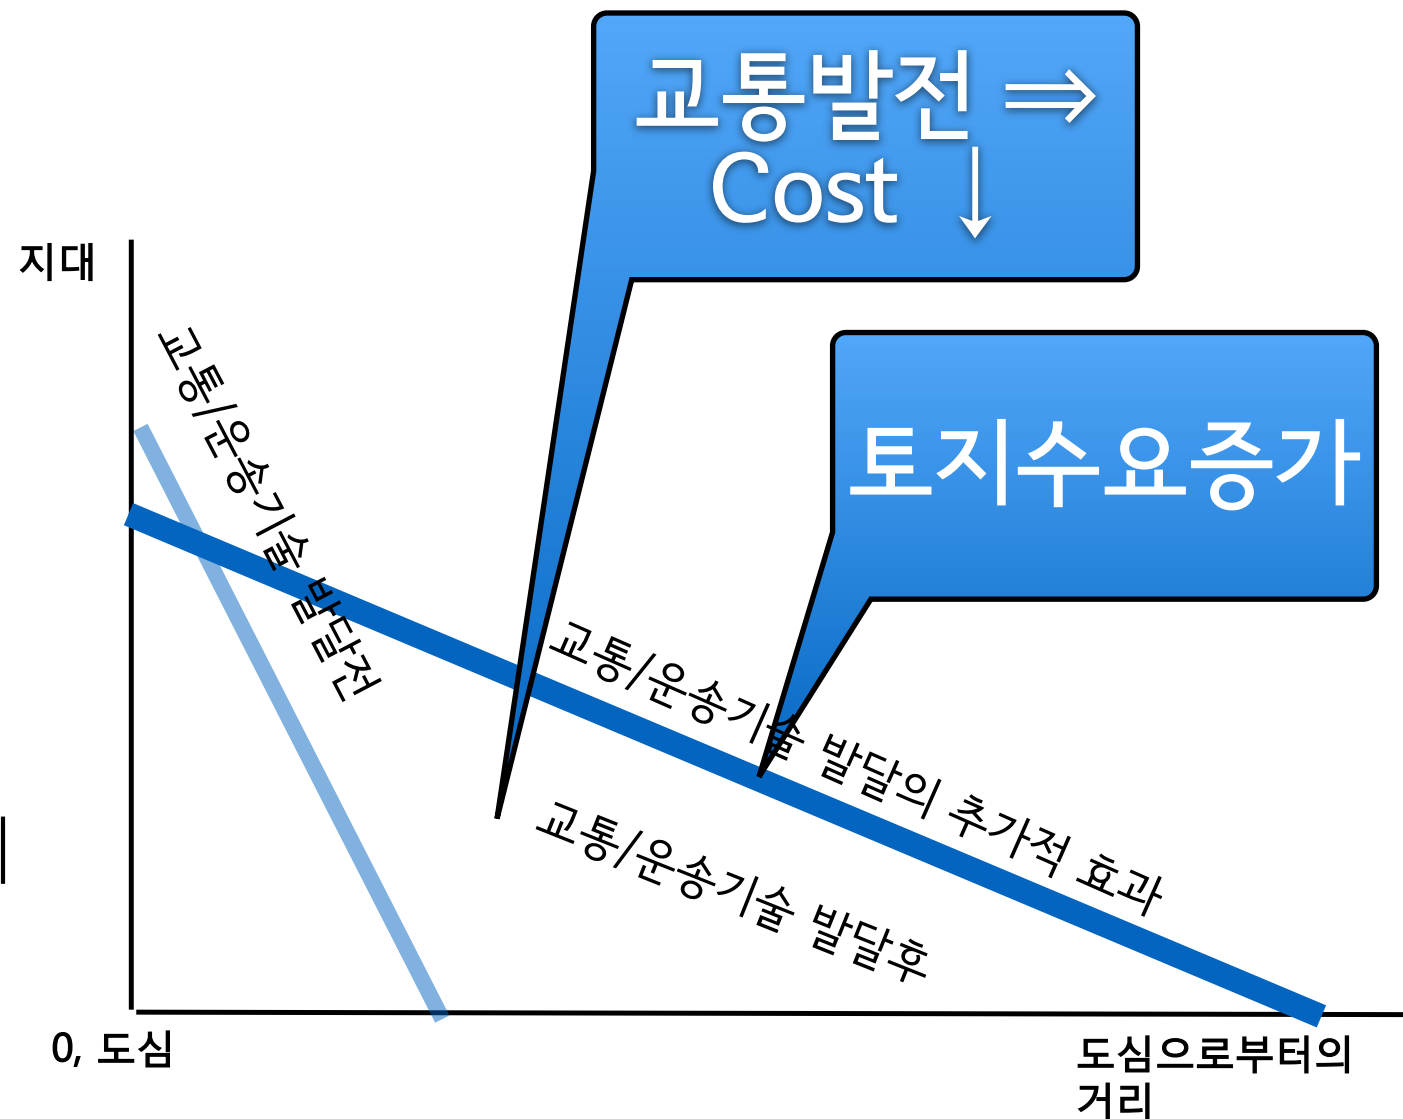 교통발전 ⇒
Cost ↓
지대
토지수요증가
교통/운송기술 발달전
교통/운송기술 발달의 추가적 효과
교통/운송기술 발달후
0, 도심
도심으로부터의
거리